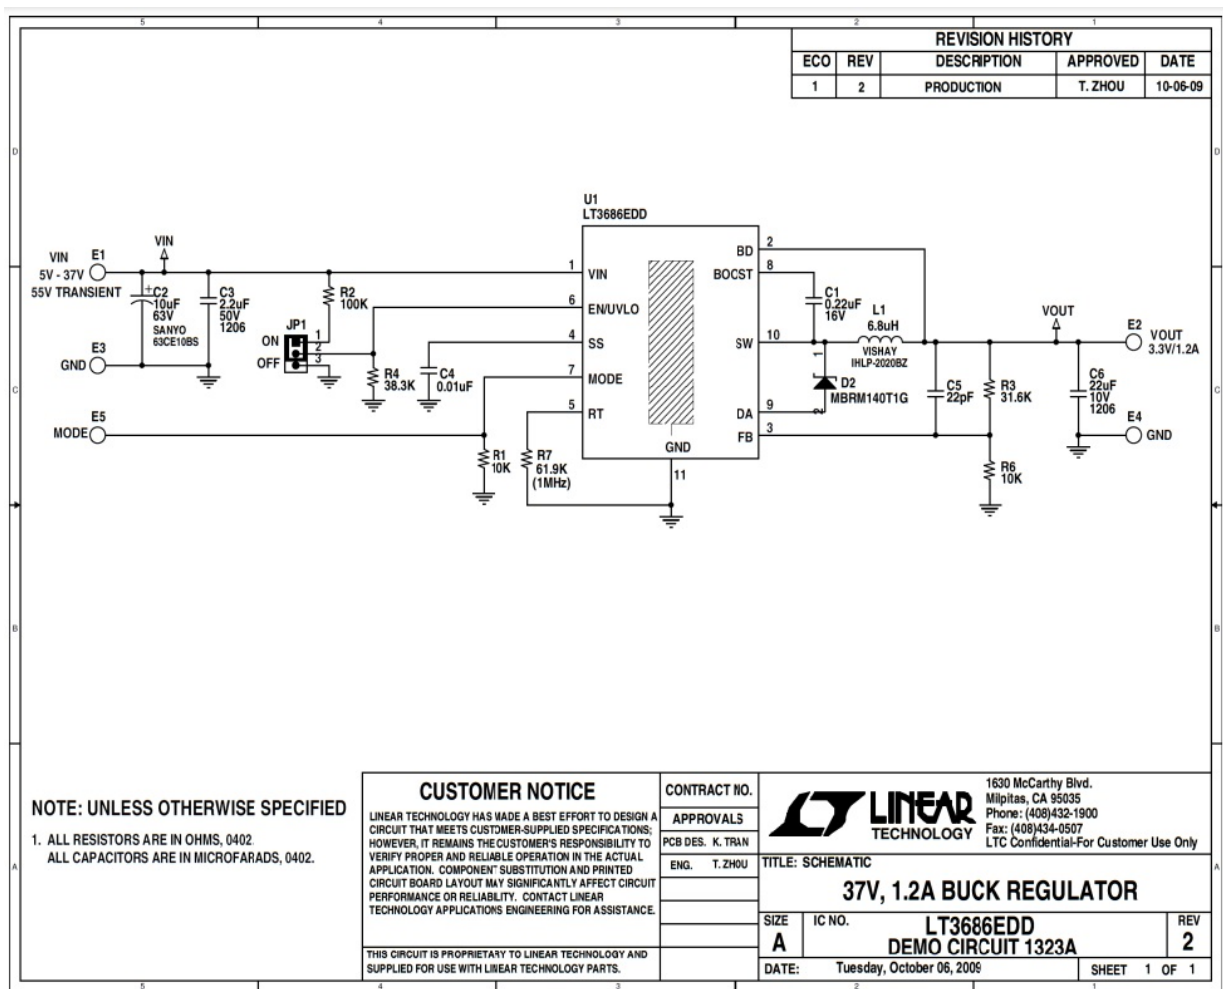 5 4 3 2 1
REVISION HISTORY
ECO REV DESCRIPTION APPROVED DATE
1 2 PRODUCTION T. ZHOU 10-06-09
D D
U1
LT3686EDD
VIN
5V - 37V
55V TRANSIENT
E1
VIN
+
C2
10uF
63V
SANYO
63CE10BS
C3
2.2uF
50V
1206
R2
100K
JP1
ON
OFF
1
2
3
GND
E3
MODE
E5
R4
38.3K
C4
0.01uF
R1
10K
R7
61.9K
(1MHz)
1 VIN
6 EN/UVLO
4 SS
7 MODE
5 RT
GND
11
BD 2
BOCST 8
SW 10
DA 9
FB 3
C1
0.22uF
16V
L1
6.8uH
VISHAY
IHLP-2020BZ
1
D2
MBRM140T1G
2
C5
22pF
R3
31.6K
R6
10K
VOUT
C6
22uF
10V
1206
E2
VOUT
3.3V/1.2A
E4
GND
C C
B B
A A
NOTE: UNLESS OTHERWISE SPECIFIED
1. ALL RESISTORS ARE IN OHMS, 0402.
ALL CAPACITORS ARE IN MICROFARADS, 0402.
CUSTOMER NOTICE
LINEAR TECHNOLOGY HAS MADE A BEST EFFORT TO DESIGN A
CIRCUIT THAT MEETS CUSTOMER-SUPPLIED SPECIFICATIONS;
HOWEVER, IT REMAINS THE CUSTOMER'S RESPONSIBILITY TO
VERIFY PROPER AND RELIABLE OPERATION IN THE ACTUAL
APPLICATION. COMPONENT SUBSTITUTION AND PRINTED
CIRCUIT BOARD LAYOUT MAY SIGNIFICANTLY AFFECT CIRCUIT
PERFORMANCE OR RELIABILITY. CONTACT LINEAR
TECHNOLOGY APPLICATIONS ENGINEERING FOR ASSISTANCE.
THIS CIRCUIT IS PROPRIETARY TO LINEAR TECHNOLOGY AND
SUPPLIED FOR USE WITH LINEAR TECHNOLOGY PARTS.
CONTRACT NO.
APPROVALS
PCB DES. K. TRAN
ENG. T. ZHOU
LINEAR
TECHNOLOGY
1630 McCarthy Blvd.
Milpitas, CA 95035
Phone: (408)432-1900
Fax: (408)434-0507
LTC Confidential-For Customer Use Only
TITLE: SCHEMATIC
37V, 1.2A BUCK REGULATOR
SIZE
A
IC NO.
LT3686EDD
DEMO CIRCUIT 1323A
REV
2
DATE: Tuesday, October 06, 2009
SHEET 1 OF 1
5 4 3 2 1